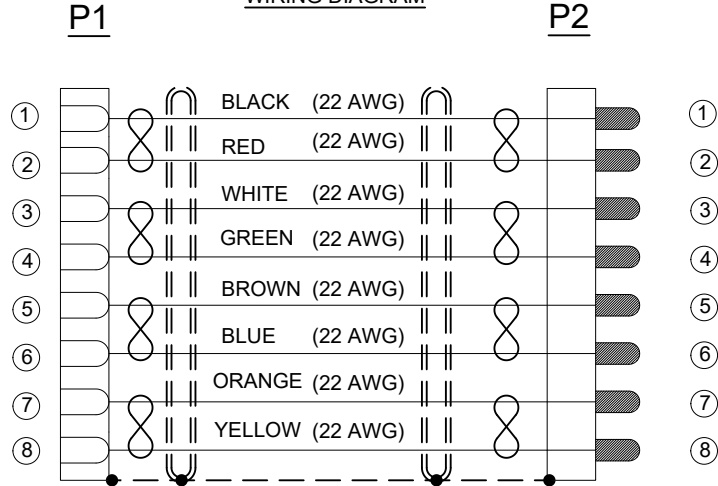 WIRING DIAGRAM
P1 P2
1 BLACK (22 AWG) 1
2 RED (22 AWG) 2
3 WHITE (22 AWG) 3
4 GREEN (22 AWG) 4
5 BROWN (22 AWG) 5
6 BLUE (22 AWG) 6
7 ORANGE (22 AWG) 7
8 YELLOW (22 AWG) 8